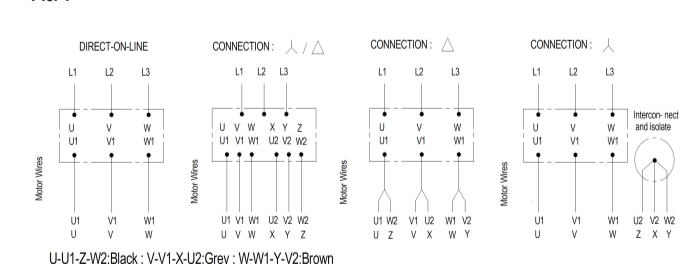 DIRECT-ON-LINE
L1 L2 L3
U V W
U1 V1 W1
Motor Wires
U1 V1 W1
U V W
CONNECTION : 人 / △
L1 L2 L3
U V W X Y Z
U1 V1 W1 U2 V2 W2
Motor Wires
U1 V1 W1 U2 V2 W2
U V W X Y Z
CONNECTION : △
L1 L2 L3
U V W
U1 V1 W1
Motor Wires
U1 W2 V1 U2 W1 V2
U Z V X W Y
CONNECTION : 人
L1 L2 L3
U V W
U1 V1 W1
Motor Wires
U1 V1 W1
U V W
Intercon- nect
and isolate
U2 V2 W2
Z X Y
U-U1-Z-W2:Black : V-V1-X-U2:Grey : W-W1-Y-V2:Brown